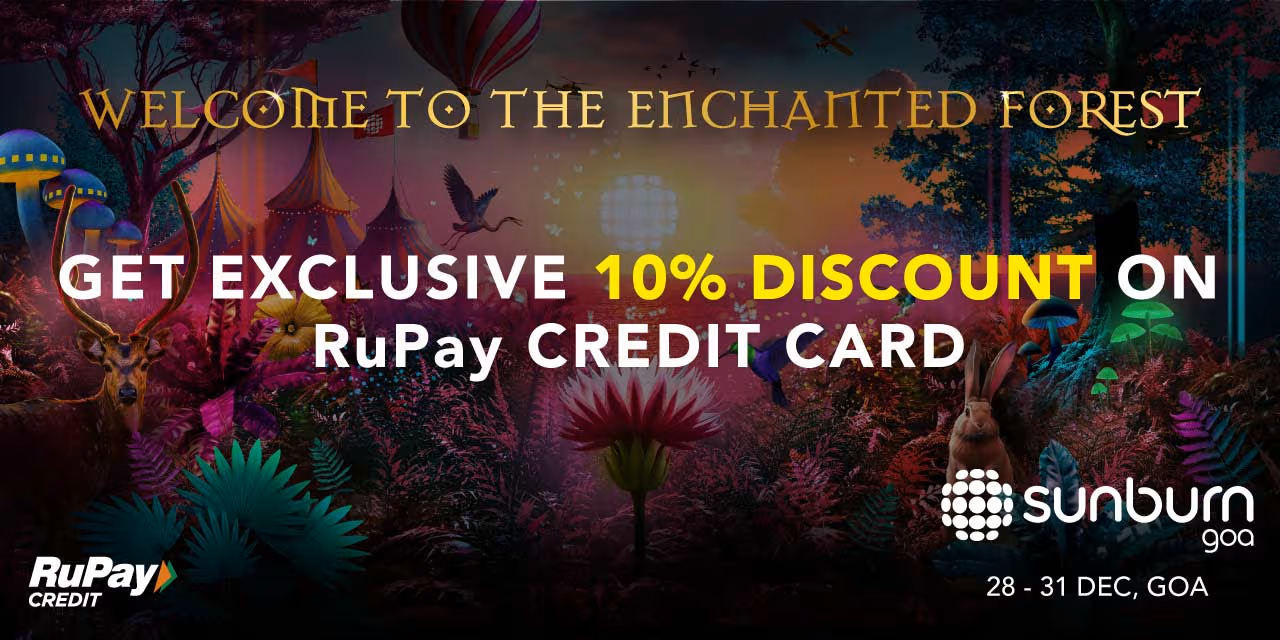 WELCOME TO THE ENCHANTED FOREST
GET EXCLUSIVE 10% DISCOUNT ON
RuPay CREDIT CARD
sunburn
goa
RuPay
CREDIT
28 - 31 DEC, GOA